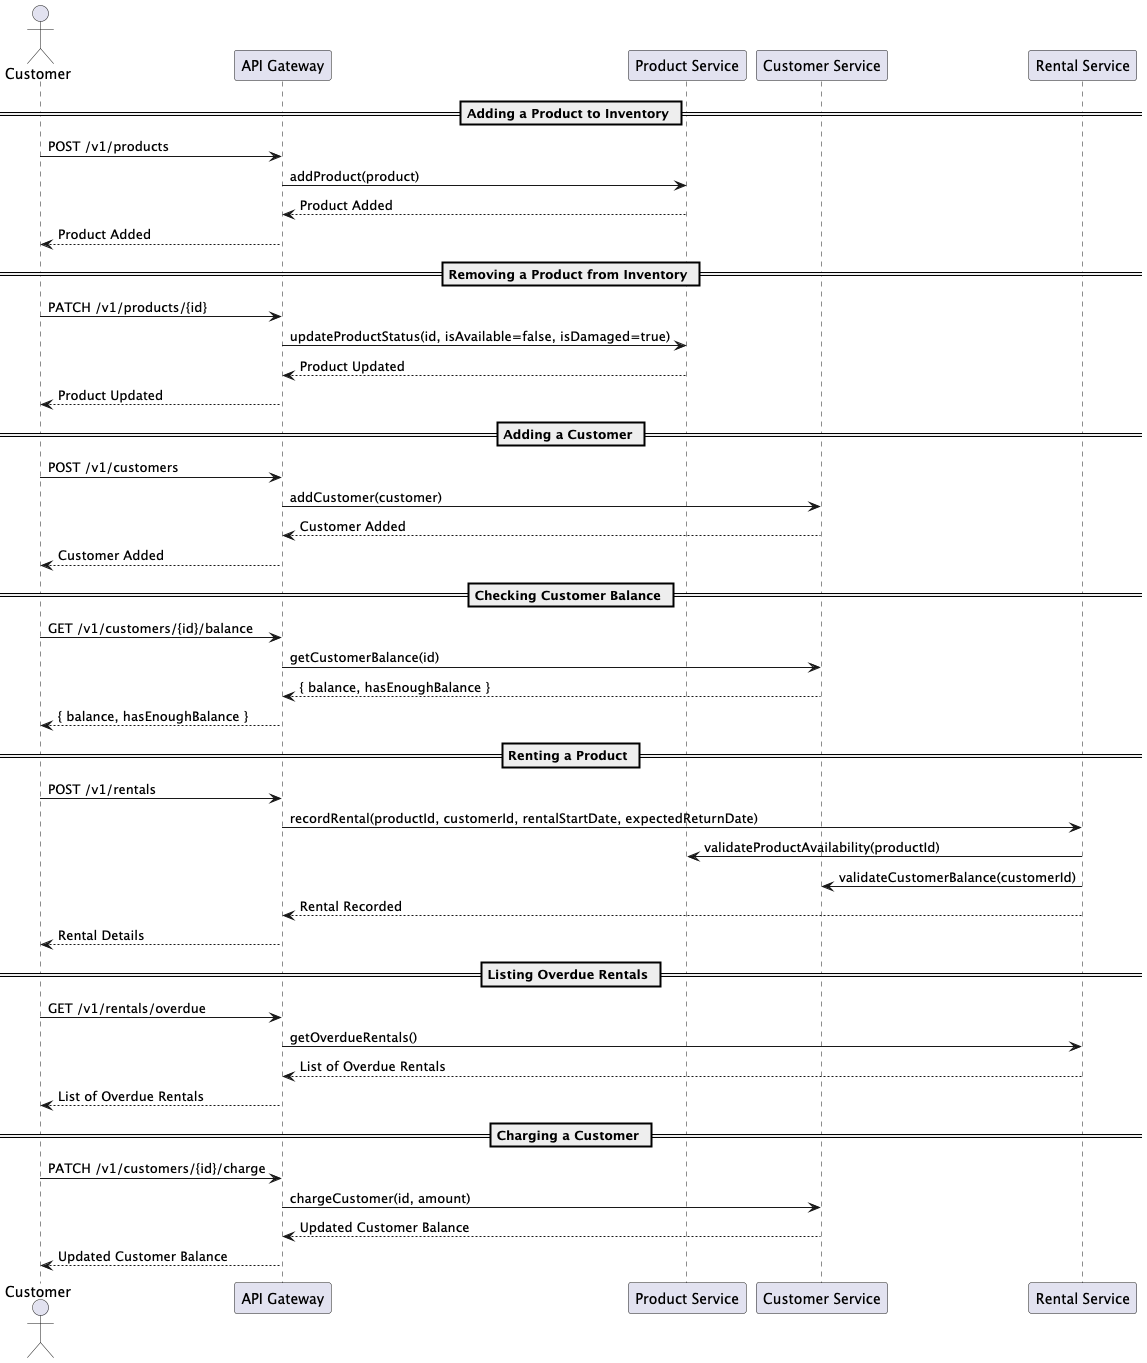 Customer
API Gateway
Product Service
Customer Service
Rental Service
Adding a Product to Inventory
POST /v1/products
addProduct(product)
Product Added
Product Added
Removing a Product from Inventory
PATCH /v1/products/{id}
updateProductStatus(id, isAvailable=false, isDamaged=true)
Product Updated
Product Updated
Adding a Customer
POST /v1/customers
addCustomer(customer)
Customer Added
Customer Added
Checking Customer Balance
GET /v1/customers/{id}/balance
getCustomerBalance(id)
{ balance, hasEnoughBalance }
{ balance, hasEnoughBalance }
Renting a Product
POST /v1/rentals
recordRental(productId, customerId, rentalStartDate, expectedReturnDate)
validateProductAvailability(productId)
validateCustomerBalance(customerId)
Rental Recorded
Rental Details
Listing Overdue Rentals
GET /v1/rentals/overdue
getOverdueRentals()
List of Overdue Rentals
List of Overdue Rentals
Charging a Customer
PATCH /v1/customers/{id}/charge
chargeCustomer(id, amount)
Updated Customer Balance
Updated Customer Balance
Customer
API Gateway
Product Service
Customer Service
Rental Service